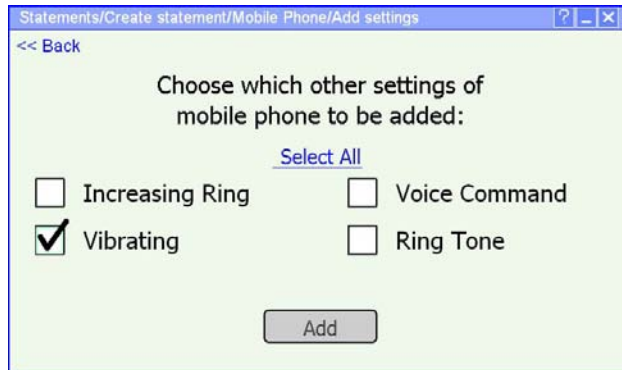 Statements/Create statement/Mobile Phone/Add settings
<< Back
Choose which other settings of
mobile phone to be added:
Select All
Increasing Ring
Voice Command
Vibrating
Ring Tone
Add